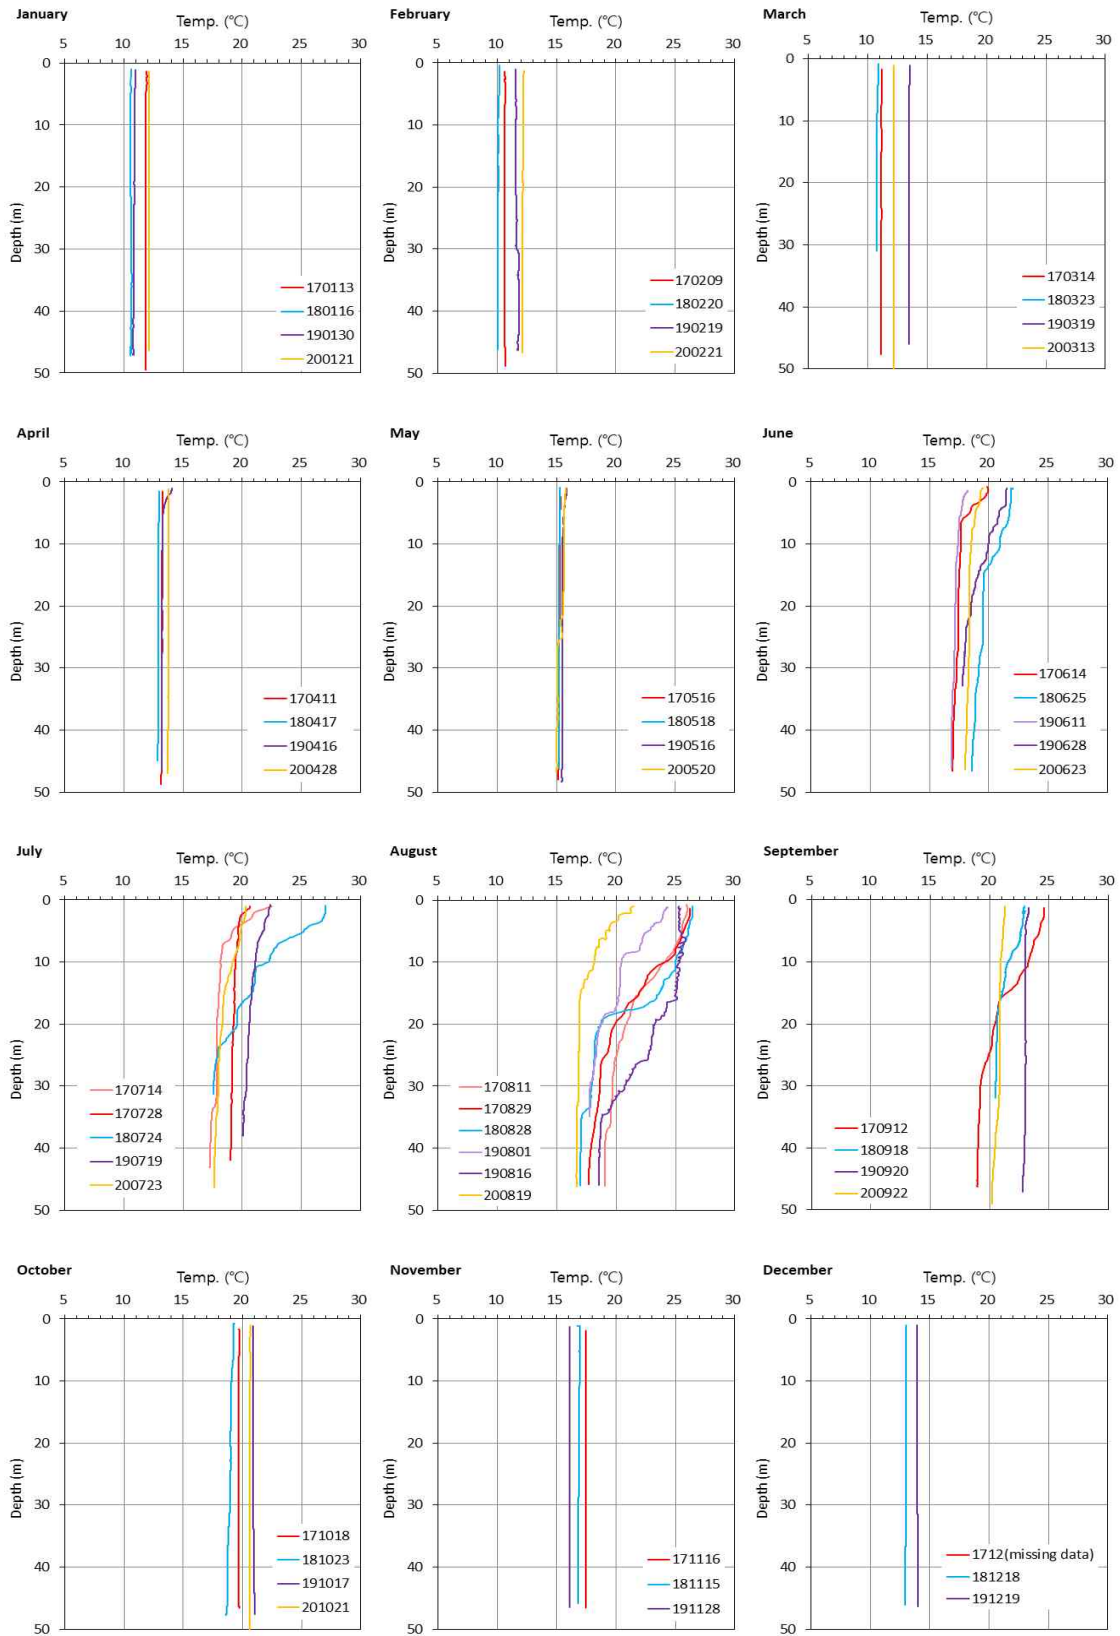 January
Temp. (°C)
5 10 15 20 25 30
0
10
20
30
40
50
Depth (m)
170113
180116
190130
200121
February
Temp. (°C)
5 10 15 20 25 30
0
10
20
30
40
50
Depth (m)
170209
180220
190219
200221
March
Temp. (°C)
5 10 15 20 25 30
0
10
20
30
40
50
Depth (m)
170314
180323
190319
200313
April
Temp. (°C)
5 10 15 20 25 30
0
10
20
30
40
50
Depth (m)
170411
180417
190416
200428
May
Temp. (°C)
5 10 15 20 25 30
0
10
20
30
40
50
Depth (m)
170516
180518
190516
200520
June
Temp. (°C)
5 10 15 20 25 30
0
10
20
30
40
50
Depth (m)
170614
180625
190611
190628
200623
July
Temp. (°C)
5 10 15 20 25 30
0
10
20
30
40
50
Depth (m)
170714
170728
180724
190719
200723
August
Temp. (°C)
5 10 15 20 25 30
0
10
20
30
40
50
Depth (m)
170811
170829
180828
190801
190816
200819
September
Temp. (°C)
5 10 15 20 25 30
0
10
20
30
40
50
Depth (m)
170912
180918
190920
200922
October
Temp. (°C)
5 10 15 20 25 30
0
10
20
30
40
50
Depth (m)
171018
181023
191017
201021
November
Temp. (°C)
5 10 15 20 25 30
0
10
20
30
40
50
Depth (m)
171116
181115
191128
December
Temp. (°C)
5 10 15 20 25 30
0
10
20
30
40
50
Depth (m)
1712(missing data)
181218
191219